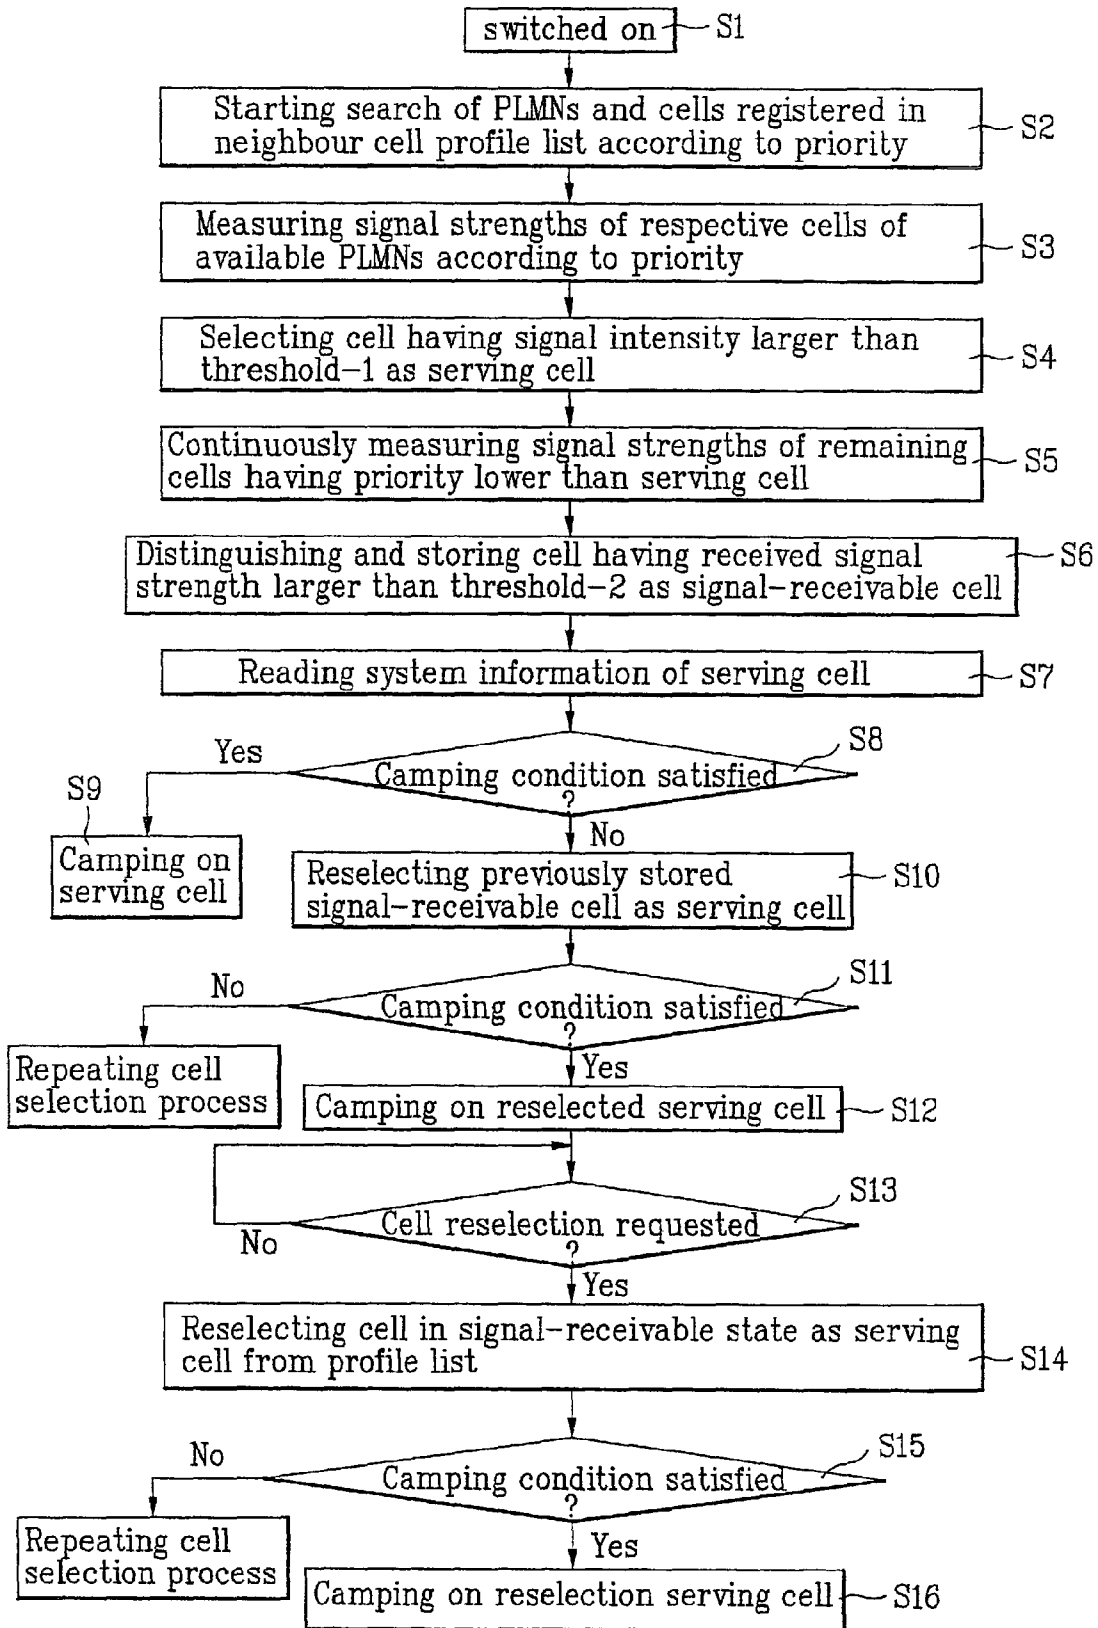 switched on
S1
Starting search of PLMNs and cells registered in
neighbour cell profile list according to priority
S2
Measuring signal strengths of respective cells of
available PLMNs according to priority
S3
Selecting cell having signal intensity larger than
threshold-1 as serving cell
S4
Continuously measuring signal strengths of remaining
cells having priority lower than serving cell
S5
Distinguishing and storing cell having received signal
strength larger than threshold-2 as signal-receivable cell
S6
Reading system information of serving cell
S7
Camping condition satisfied
?
S8
Yes
No
S9
Camping on
serving cell
Reselecting previously stored
signal-receivable cell as serving cell
S10
Camping condition satisfied
?
S11
No
Yes
Repeating cell
selection process
Camping on reselected serving cell
S12
Cell reselection requested
?
S13
No
Yes
Reselecting cell in signal-receivable state as serving
cell from profile list
S14
Camping condition satisfied
?
S15
No
Yes
Repeating cell
selection process
Camping on reselection serving cell
S16